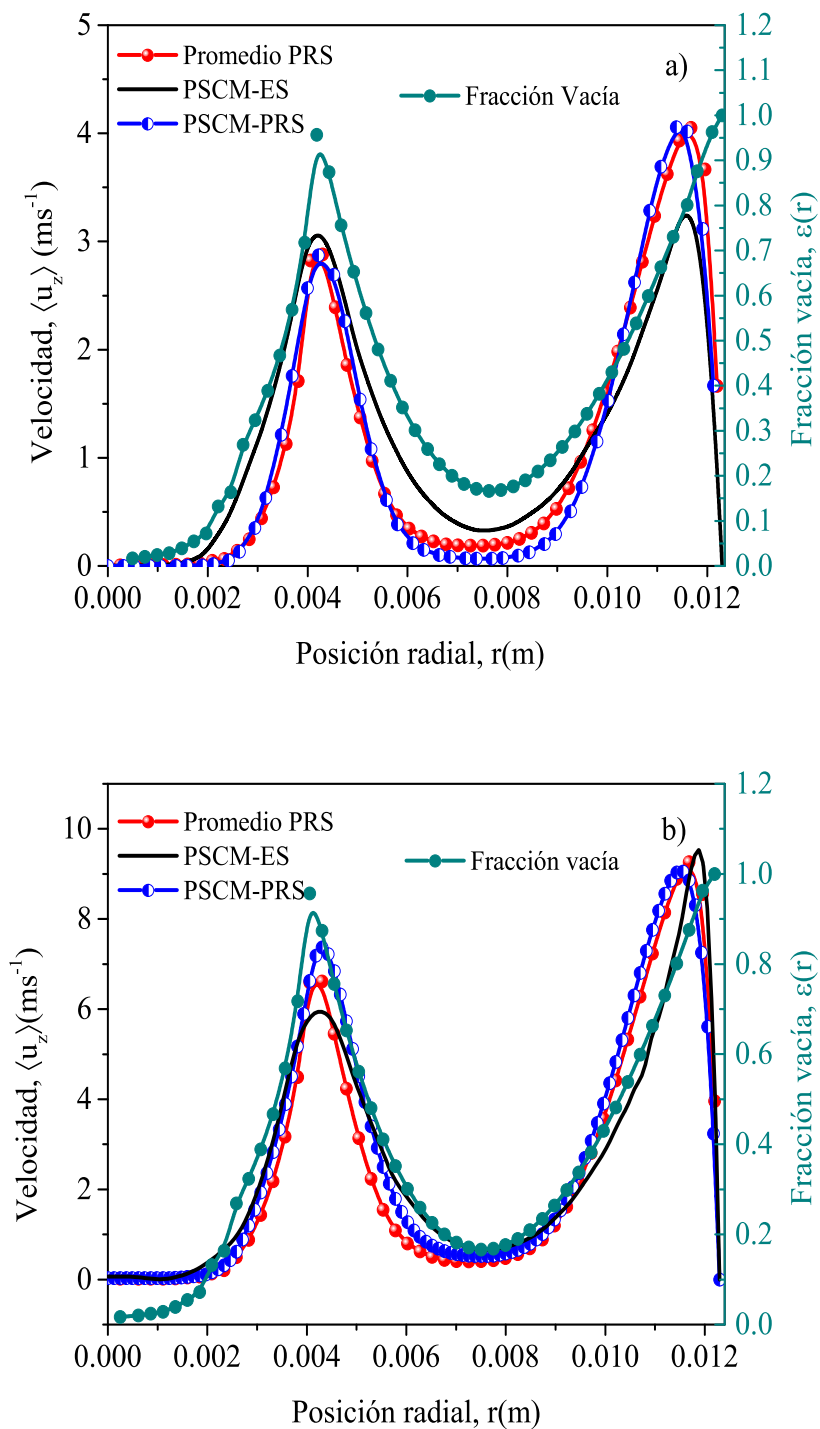 Promedio PRS
PSCM-ES
PSCM-PRS
Fracción Vacía
a)
5
4
3
2
1
0
1.2
1.1
1.0
0.9
0.8
0.7
0.6
0.5
0.4
0.3
0.2
0.1
0.0
0.000 0.002 0.004 0.006 0.008 0.010 0.012
Velocidad, ⟨u_z⟩ (ms⁻¹)
Fracción vacía, ε(r)
Posición radial, r(m)
Promedio PRS
PSCM-ES
PSCM-PRS
Fracción vacía
b)
10
8
6
4
2
0
1.2
1.0
0.8
0.6
0.4
0.2
0.0
0.000 0.002 0.004 0.006 0.008 0.010 0.012
Velocidad, ⟨u_z⟩(ms⁻¹)
Fracción vacía, ε(r)
Posición radial, r(m)